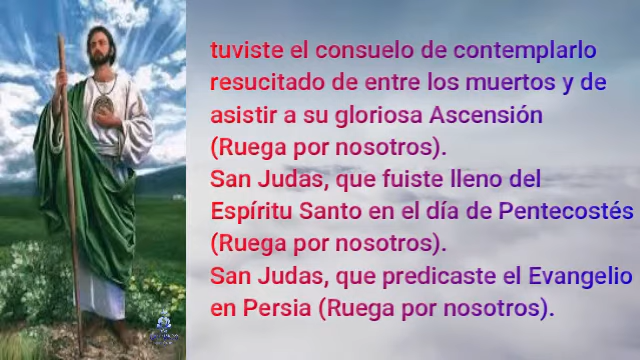 tuviste el consuelo de contemplarlo
resucitado de entre los muertos y de
asistir a su gloriosa Ascensión
(Ruega por nosotros).
San Judas, que fuiste lleno del
Espíritu Santo en el día de Pentecostés
(Ruega por nosotros).
San Judas, que predicaste el Evangelio
en Persia (Ruega por nosotros).